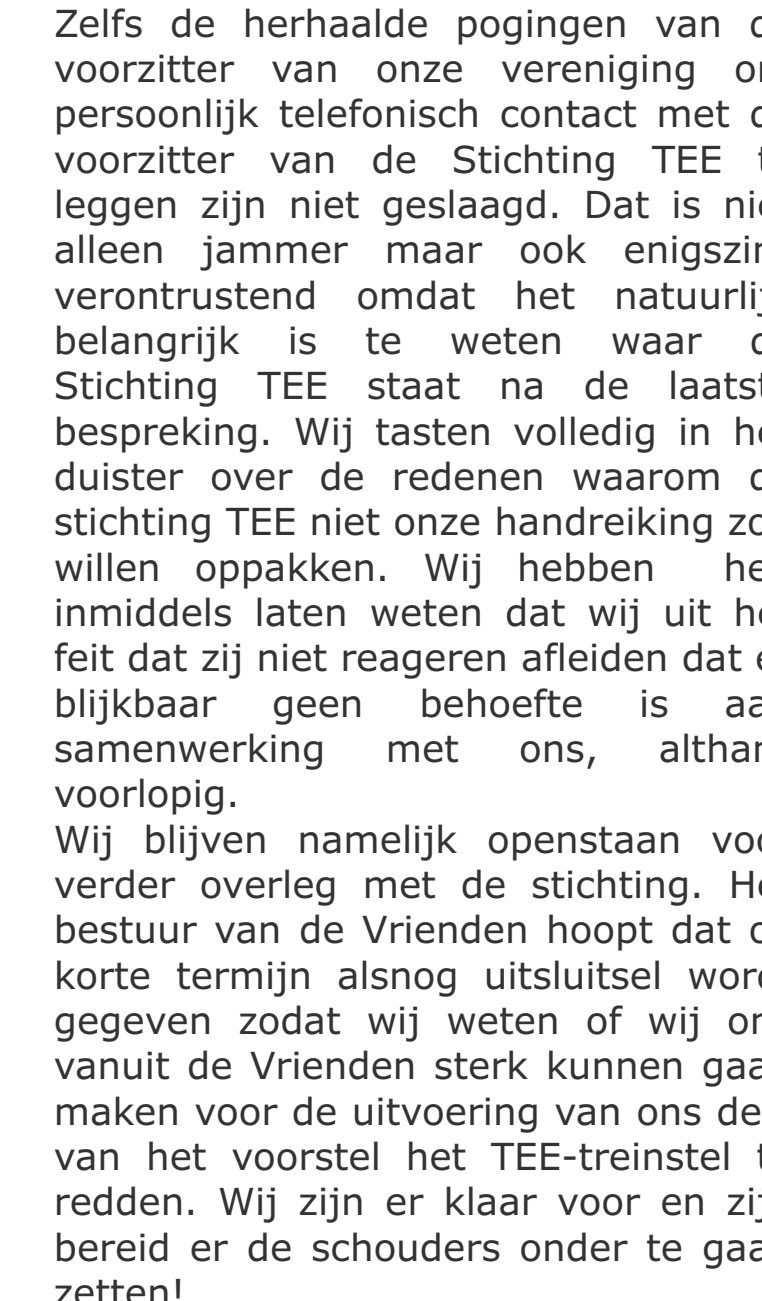 Zelfs de herhaalde pogingen van d
voorzitter van onze vereniging o
persoonlijk telefonisch contact met d
voorzitter van de Stichting TEE t
leggen zijn niet geslaagd. Dat is ni
alleen jammer maar ook enigszin
verontrustend omdat het natuurlij
belangrijk is te weten waar d
Stichting TEE staat na de laatst
bespreking. Wij tasten volledig in he
duister over de redenen waarom d
stichting TEE niet onze handreiking zo
willen oppakken. Wij hebben he
inmiddels laten weten dat wij uit he
feit dat zij niet reageren afleiden dat e
blijkbaar geen behoefte is aa
samenwerking met ons, althan
voorlopig.
Wij blijven namelijk openstaan voo
verder overleg met de stichting. He
bestuur van de Vrienden hoopt dat o
korte termijn alsnog uitsluitsel word
gegeven zodat wij weten of wij on
vanuit de Vrienden sterk kunnen gaa
maken voor de uitvoering van ons de
van het voorstel het TEE-treinstel t
redden. Wij zijn er klaar voor en zij
bereid er de schouders onder te gaa
zetten!